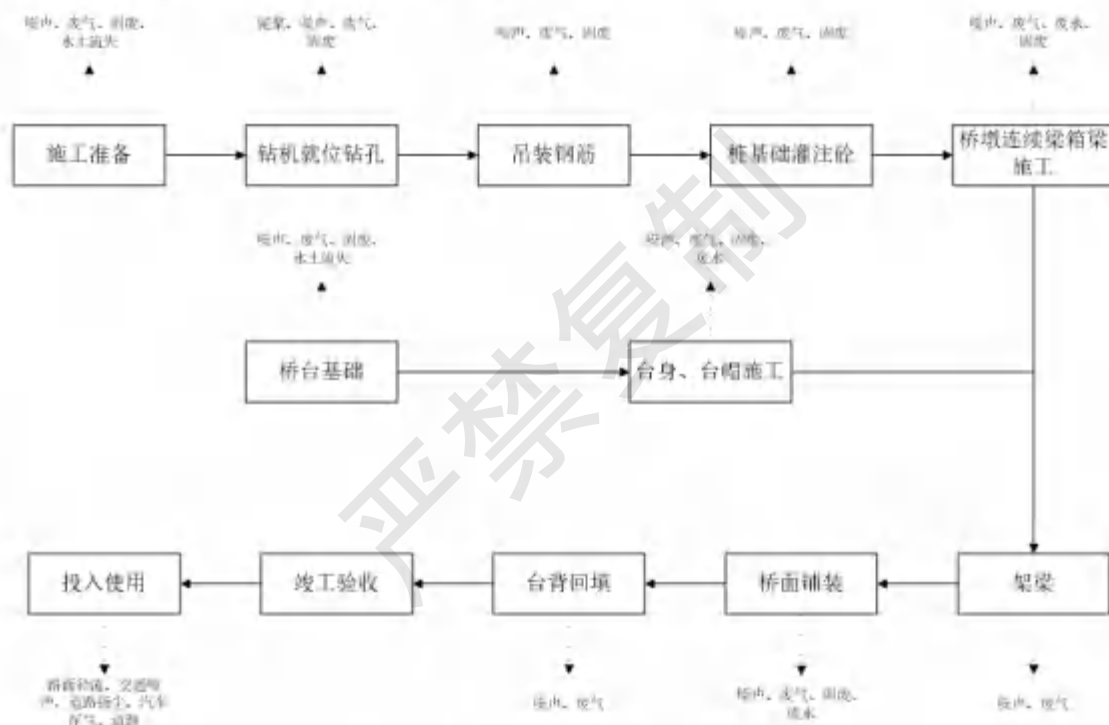 噪声、废气、固废、
水土流失
泥浆、噪声、废气、
固废
噪声、废气、固废
噪声、废气、固废
噪声、废气、废水、
固废
施工准备
钻机就位钻孔
吊装钢筋
桩基础灌注砼
桥墩连续梁箱梁
施工
噪声、废气、固废、
水土流失
噪声、废气、固废、
废水
桥台基础
台身、台帽施工
严禁复制
投入使用
竣工验收
台背回填
桥面铺装
架梁
路面径流、交通噪
声、道路扬尘、汽车
尾气、道路
噪声、废气
噪声、废气、固废、
废水
噪声、废气